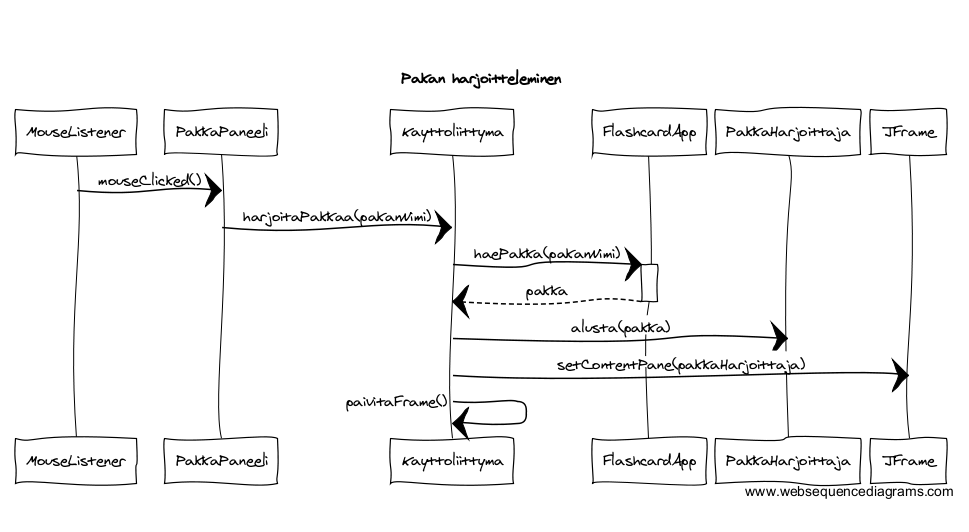 Pakan harjoitteleminen
MouseListener
PakkaPaneeli
Kayttoliittyma
FlashcardApp
PakkaHarjoittaja
JFrame
mouseClicked()
harjoitaPakkaa(pakanNimi)
haePakka(pakanNimi)
pakka
alusta(pakka)
setContentPane(pakkaHarjoittaja)
paivitaFrame()
MouseListener
PakkaPaneeli
Kayttoliittyma
FlashcardApp
PakkaHarjoittaja
JFrame
www.websequencediagrams.com